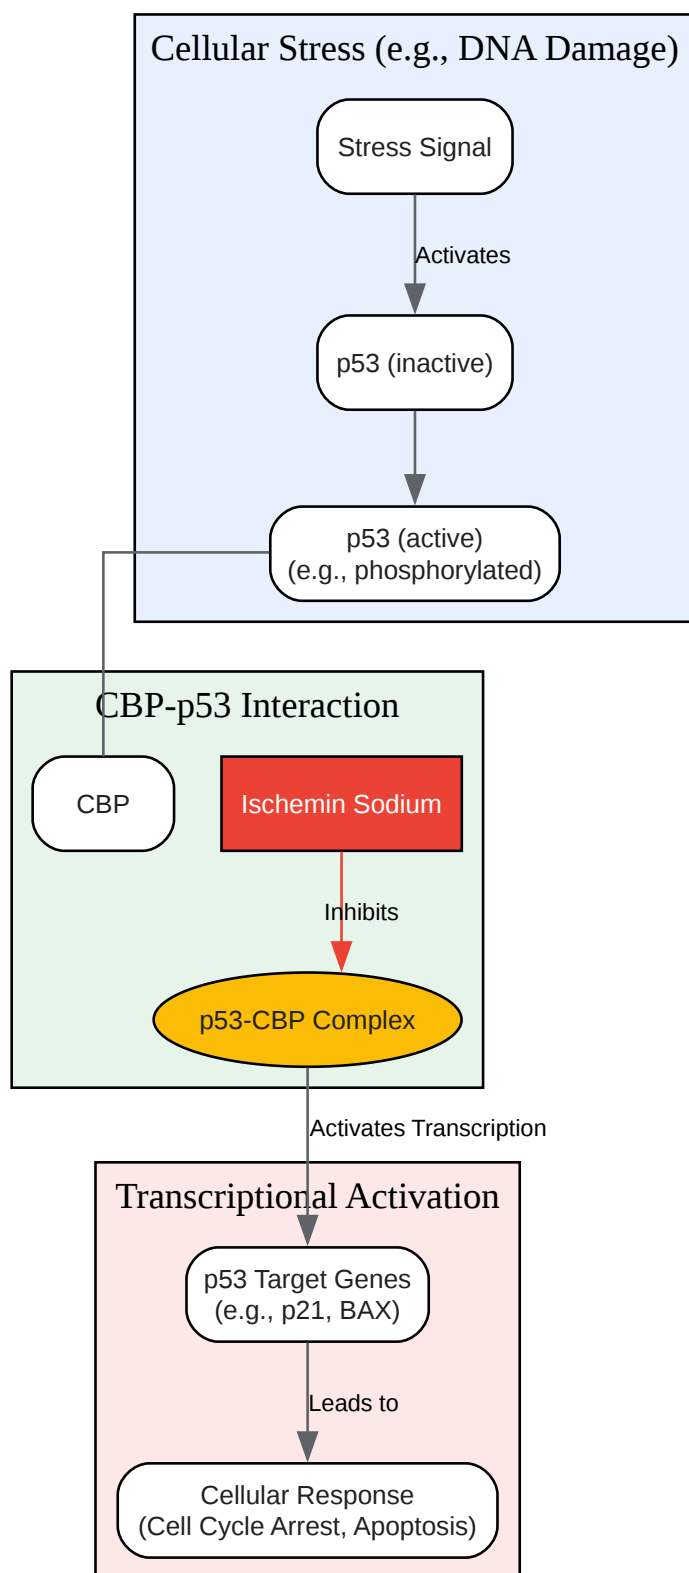 Cellular Stress (e.g., DNA Damage)
Stress Signal
Activates
p53 (inactive)
p53 (active)
(e.g., phosphorylated)
CBP-p53 Interaction
CBP
Ischemin Sodium
Inhibits
p53-CBP Complex
Activates Transcription
Transcriptional Activation
p53 Target Genes
(e.g., p21, BAX)
Leads to
Cellular Response
(Cell Cycle Arrest, Apoptosis)